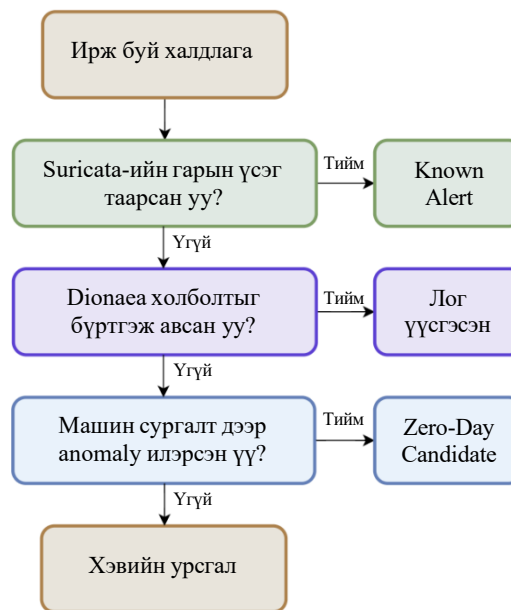 Ирж буй халдлага
Suricata-ийн гарын үсэг
таарсан уу?
Тийм
Known
Alert
Үгүй
Dionaea холболтыг
бүртгэж авсан уу?
Тийм
Лог
үүсгэсэн
Үгүй
Машин сургалт дээр
anomaly илэрсэн үү?
Тийм
Zero-Day
Candidate
Үгүй
Хэвийн урсгал